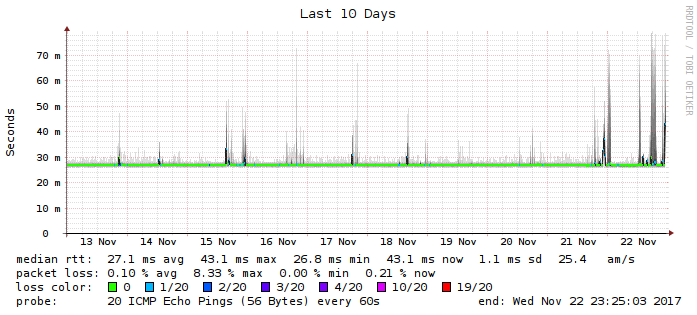 Last 10 Days
RRDTOOL / TOBI OETIKER
Seconds
70 m
60 m
50 m
40 m
30 m
20 m
10 m
0
13 Nov 14 Nov 15 Nov 16 Nov 17 Nov 18 Nov 19 Nov 20 Nov 21 Nov 22 Nov
median rtt: 27.1 ms avg 43.1 ms max 26.8 ms min 43.1 ms now 1.1 ms sd 25.4 am/s
packet loss: 0.10 % avg 8.33 % max 0.00 % min 0.21 % now
loss color: 0 1/20 2/20 3/20 4/20 10/20 19/20
probe: 20 ICMP Echo Pings (56 Bytes) every 60s end: Wed Nov 22 23:25:03 2017